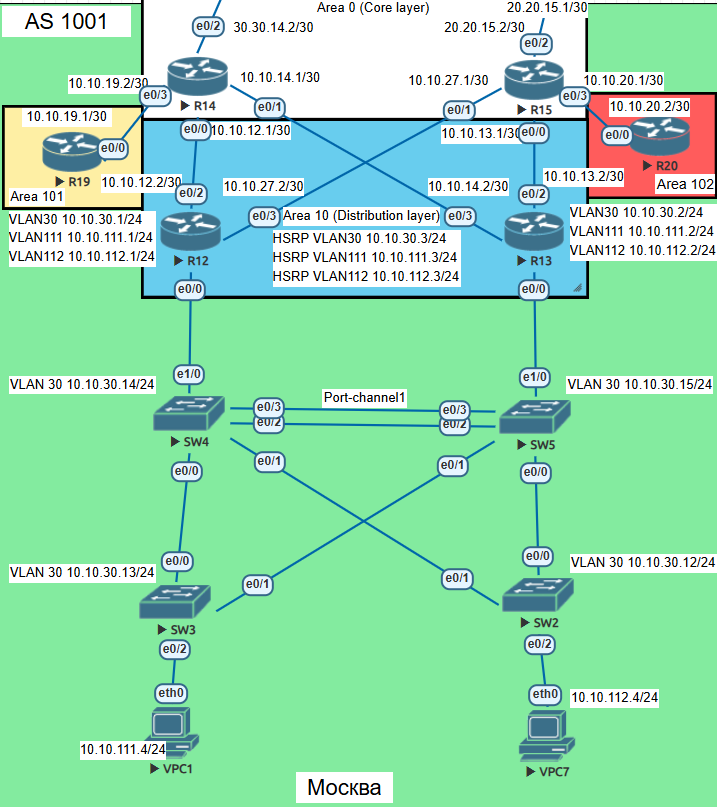 Area 0 (Core layer)
20.20.15.1/30
AS 1001
e0/2
30.30.14.2/30
20.20.15.2/30
e0/2
10.10.19.2/30
10.10.14.1/30
10.10.27.1/30
10.10.20.1/30
e0/3
R14
e0/1
e0/1
R15
e0/3
10.10.19.1/30
10.10.20.2/30
e0/0
10.10.12.1/30
10.10.13.1/30
e0/0
e0/0
e0/0
R19
R20
10.10.12.2/30
10.10.27.2/30
10.10.14.2/30
10.10.13.2/30
Area 101
Area 102
e0/2
e0/2
VLAN30 10.10.30.1/24
VLAN111 10.10.111.1/24
VLAN112 10.10.112.1/24
e0/3
Area 10 (Distribution layer)
e0/3
VLAN30 10.10.30.2/24
VLAN111 10.10.111.2/24
VLAN112 10.10.112.2/24
HSRP VLAN30 10.10.30.3/24
HSRP VLAN111 10.10.111.3/24
HSRP VLAN112 10.10.112.3/24
R12
R13
e0/0
e0/0
VLAN 30 10.10.30.14/24
e1/0
e1/0
VLAN 30 10.10.30.15/24
Port-channel1
e0/3
e0/3
e0/2
e0/2
SW4
SW5
e0/1
e0/1
e0/0
e0/0
e0/0
e0/0
VLAN 30 10.10.30.13/24
VLAN 30 10.10.30.12/24
e0/1
e0/1
SW3
SW2
e0/2
e0/2
eth0
eth0
10.10.112.4/24
10.10.111.4/24
VPC1
VPC7
Москва